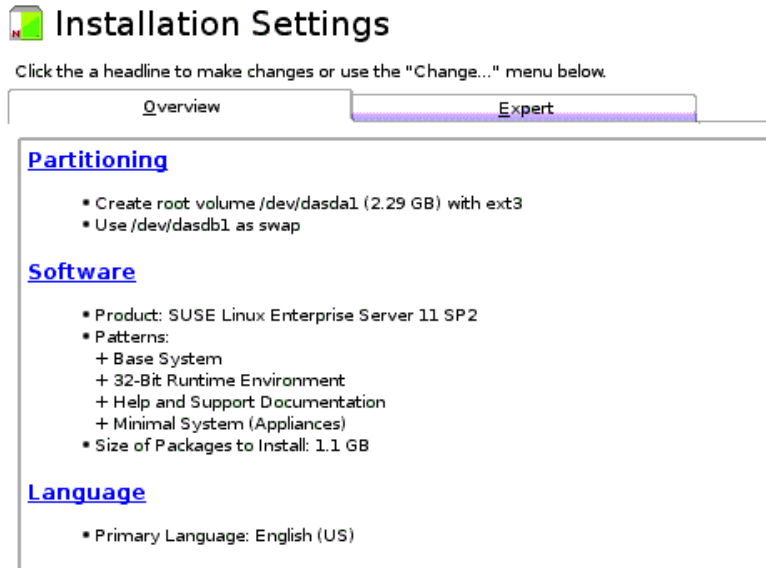 Installation Settings
Click the a headline to make changes or use the "Change..." menu below.
Overview
Expert
Partitioning
• Create root volume /dev/dasda1 (2.29 GB) with ext3
• Use /dev/dasdb1 as swap
Software
• Product: SUSE Linux Enterprise Server 11 SP2
• Patterns:
+ Base System
+ 32-Bit Runtime Environment
+ Help and Support Documentation
+ Minimal System (Appliances)
• Size of Packages to Install: 1.1 GB
Language
• Primary Language: English (US)